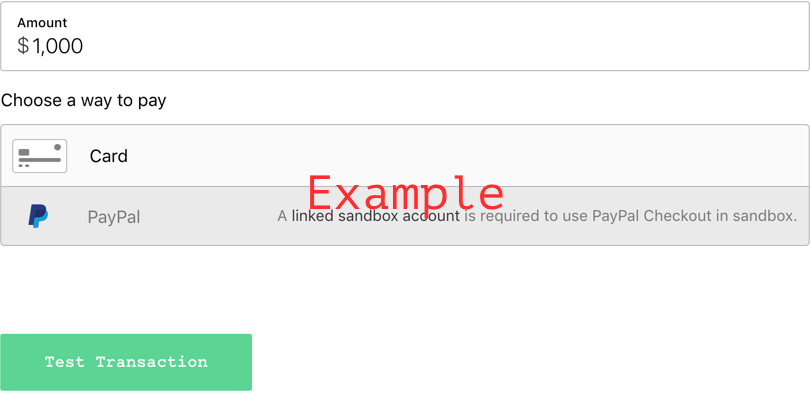 Amount
$1,000
Choose a way to pay
Card
Example
PayPal A linked sandbox account is required to use PayPal Checkout in sandbox.
Test Transaction